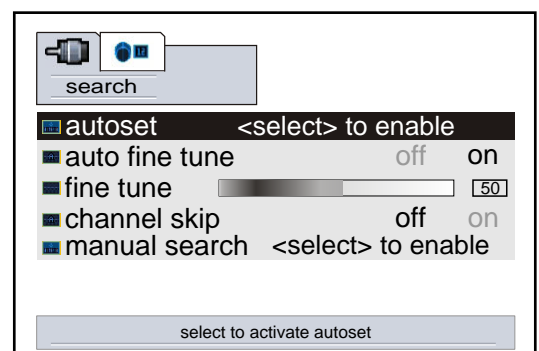 search
autoset <select> to enable
auto fine tune off on
fine tune 50
channel skip off on
manual search <select> to enable
select to activate autoset